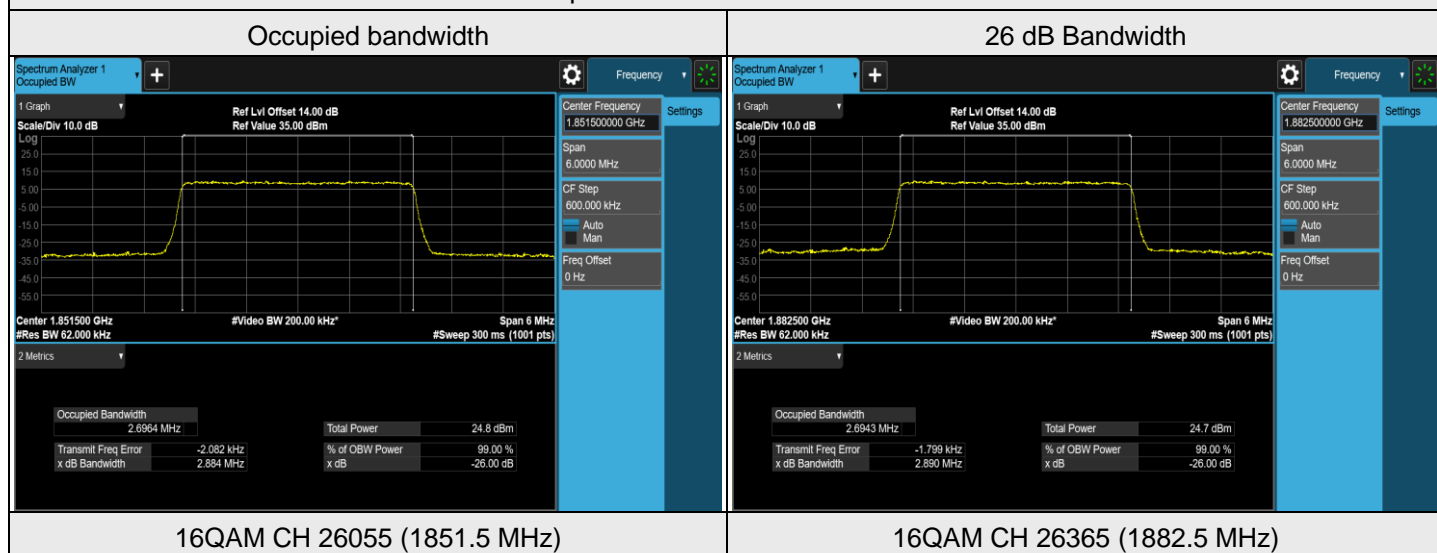 Occupied bandwidth
26 dB Bandwidth
Spectrum Analyzer 1
Occupied BW
+
Frequency
1 Graph
Ref Lvl Offset 14.00 dB
Scale/Div 10.0 dB
Ref Value 35.00 dBm
Log
25.0
15.0
5.00
-5.00
-15.0
-25.0
-35.0
-45.0
-55.0
Center 1.851500 GHz
#Video BW 200.00 kHz*
Span 6 MHz
#Res BW 62.000 kHz
#Sweep 300 ms (1001 pts)
Center Frequency
1.851500000 GHz
Settings
Span
6.0000 MHz
CF Step
600.000 kHz
Auto
Man
Freq Offset
0 Hz
2 Metrics
Occupied Bandwidth
2.6964 MHz
Total Power 24.8 dBm
Transmit Freq Error -2.082 kHz
% of OBW Power 99.00 %
x dB Bandwidth 2.884 MHz
x dB -26.00 dB
Spectrum Analyzer 1
Occupied BW
+
Frequency
1 Graph
Ref Lvl Offset 14.00 dB
Scale/Div 10.0 dB
Ref Value 35.00 dBm
Log
25.0
15.0
5.00
-5.00
-15.0
-25.0
-35.0
-45.0
-55.0
Center 1.882500 GHz
#Video BW 200.00 kHz*
Span 6 MHz
#Res BW 62.000 kHz
#Sweep 300 ms (1001 pts)
Center Frequency
1.882500000 GHz
Settings
Span
6.0000 MHz
CF Step
600.000 kHz
Auto
Man
Freq Offset
0 Hz
2 Metrics
Occupied Bandwidth
2.6943 MHz
Total Power 24.7 dBm
Transmit Freq Error -1.799 kHz
% of OBW Power 99.00 %
x dB Bandwidth 2.890 MHz
x dB -26.00 dB
16QAM CH 26055 (1851.5 MHz)
16QAM CH 26365 (1882.5 MHz)